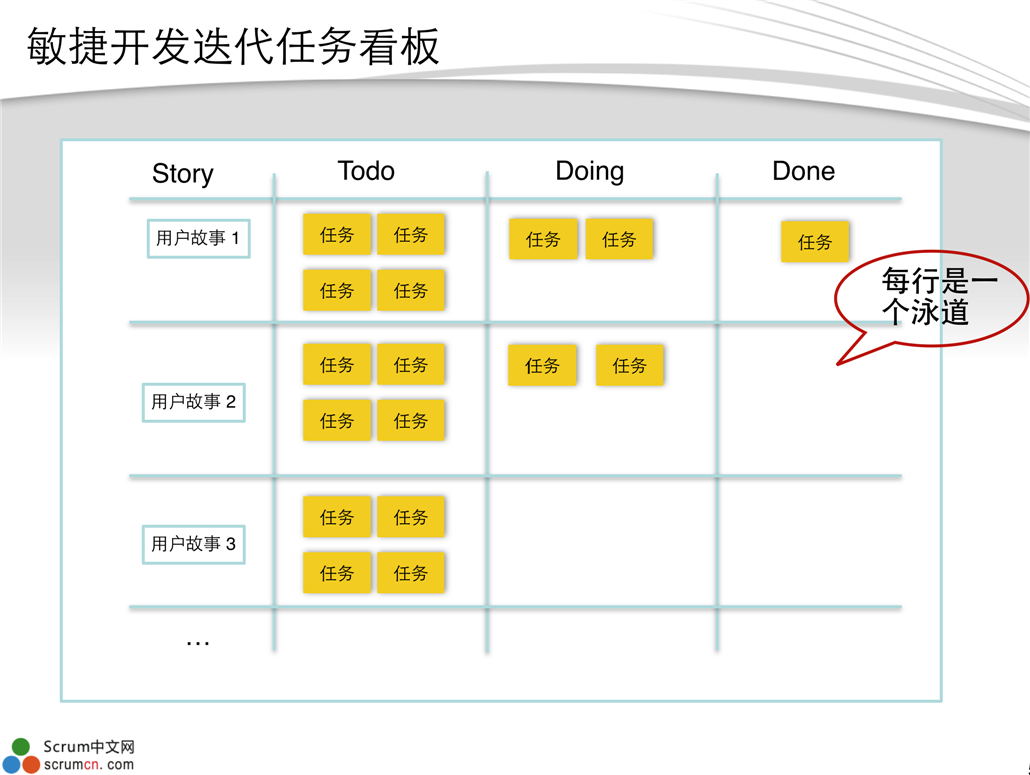 敏捷开发迭代任务看板
Story Todo Doing Done
用户故事 1
任务 任务 任务 任务 任务
任务 任务
每行是一
个泳道
任务 任务 任务 任务
用户故事 2
任务 任务
任务 任务
用户故事 3
任务 任务
...
Scrum中文网
scrumcn. com